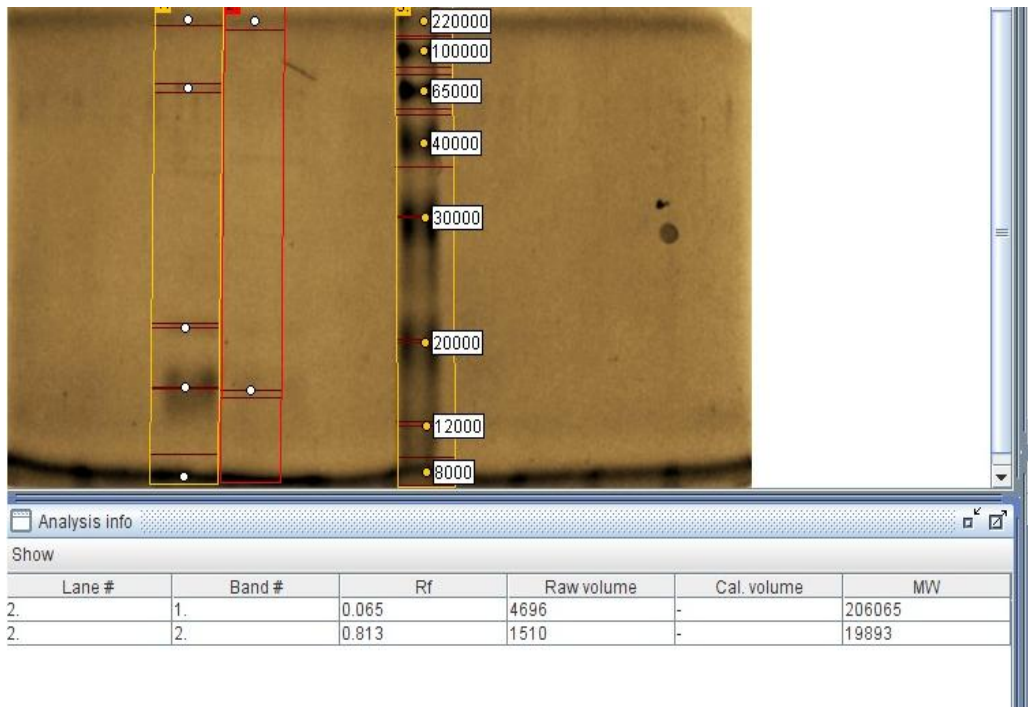 220000
100000
65000
40000
30000
20000
12000
8000
Analysis info
Show
Lane # Band # Rf Raw volume Cal. volume MW
2. 1. 0.065 4696 - 206065
2. 2. 0.813 1510 - 19893